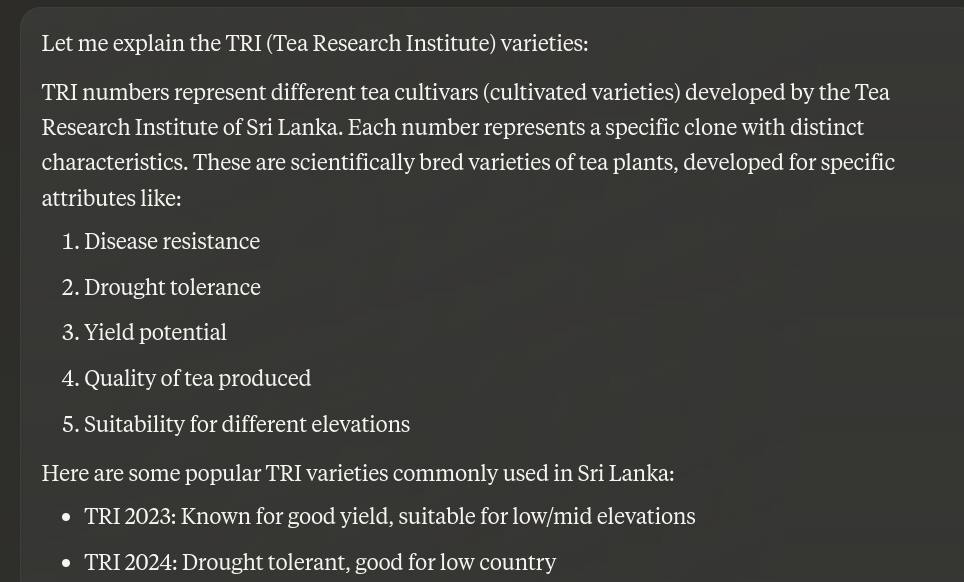 Let me explain the TRI (Tea Research Institute) varieties:
TRI numbers represent different tea cultivars (cultivated varieties) developed by the Tea
Research Institute of Sri Lanka. Each number represents a specific clone with distinct
characteristics. These are scientifically bred varieties of tea plants, developed for specific
attributes like:
1. Disease resistance
2. Drought tolerance
3. Yield potential
4. Quality of tea produced
5. Suitability for different elevations
Here are some popular TRI varieties commonly used in Sri Lanka:
• TRI 2023: Known for good yield, suitable for low/mid elevations
• TRI 2024: Drought tolerant, good for low country